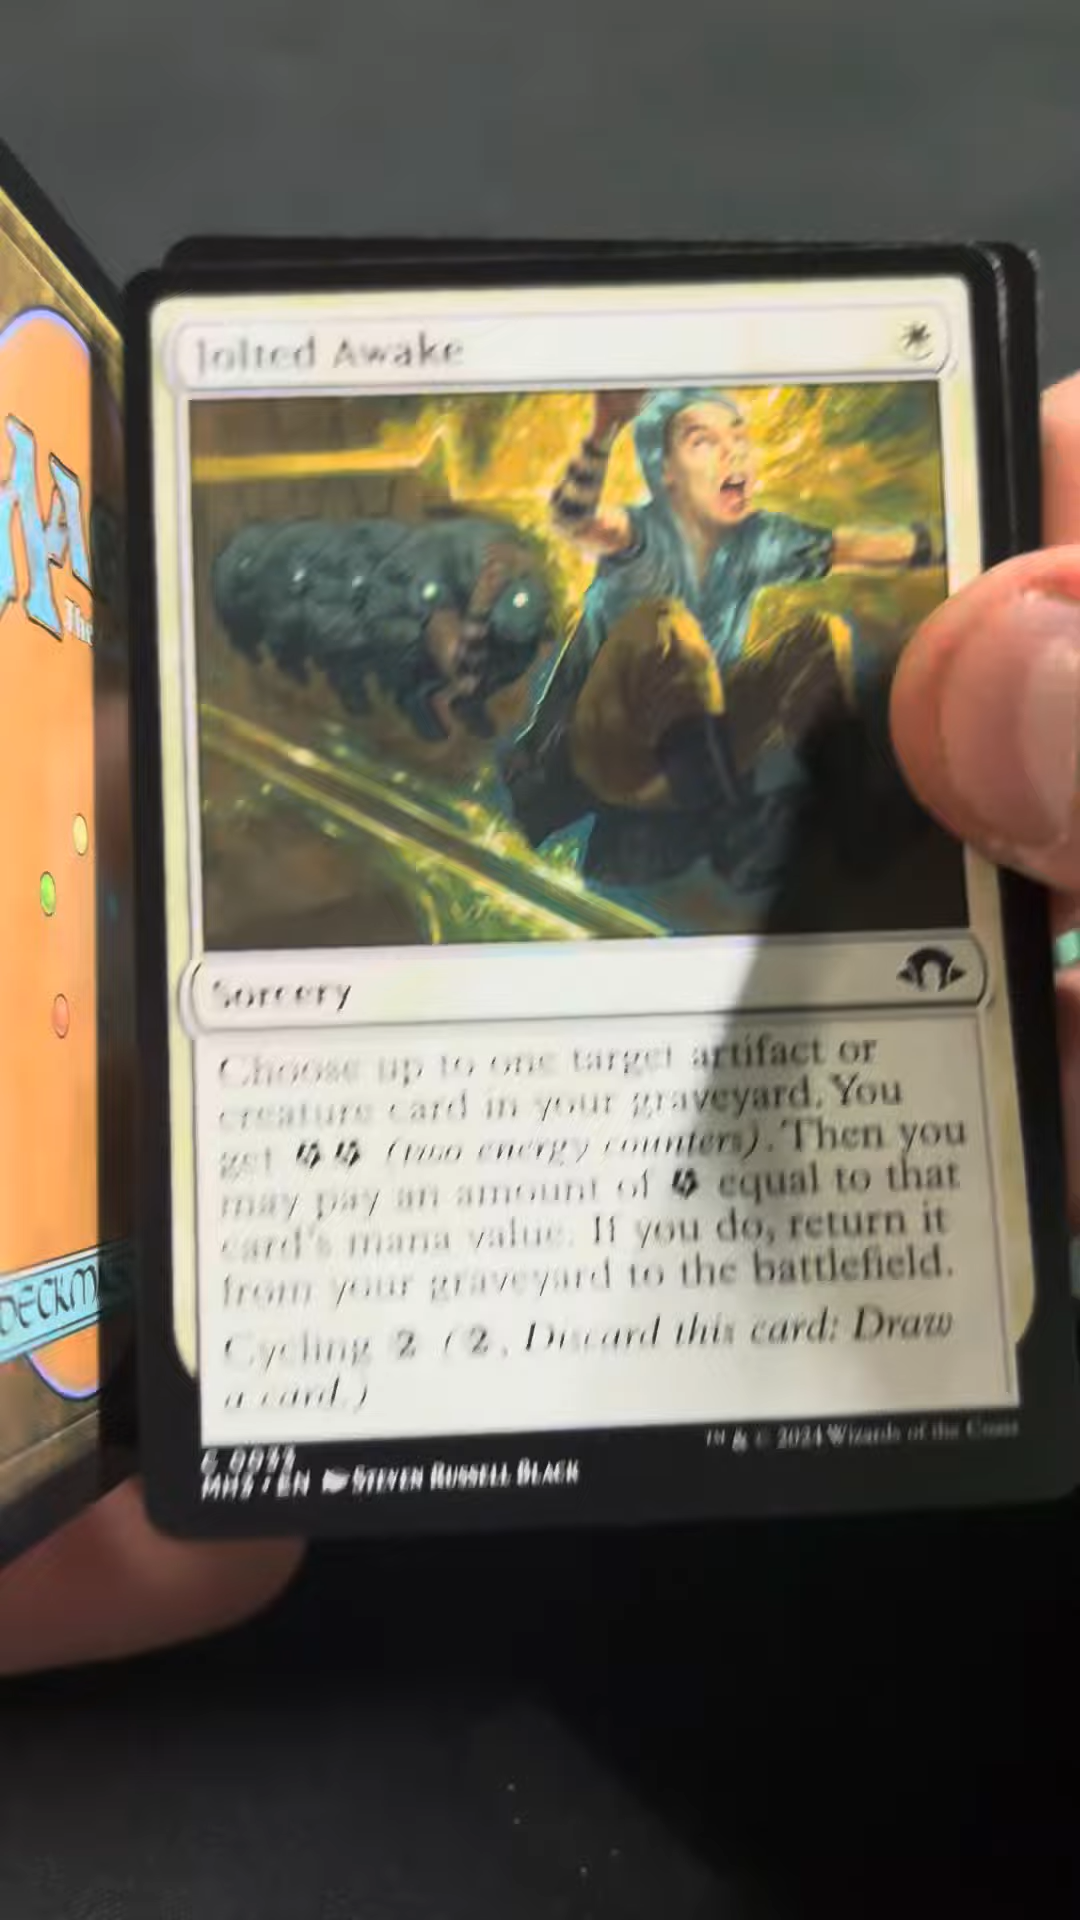 Jolted Awake
The
DECKM
Sorcery
Choose up to one target artifact or
creature card in your graveyard. You
get (two energy counters). Then you
may pay an amount of equal to that
card's mana value. If you do, return it
from your graveyard to the battlefield.
Cycling 2 (2, Discard this card: Draw
a card.)
MH3 • EN STEVEN RUSSELL BLACK
™ & © 2024 Wizards of the Coast